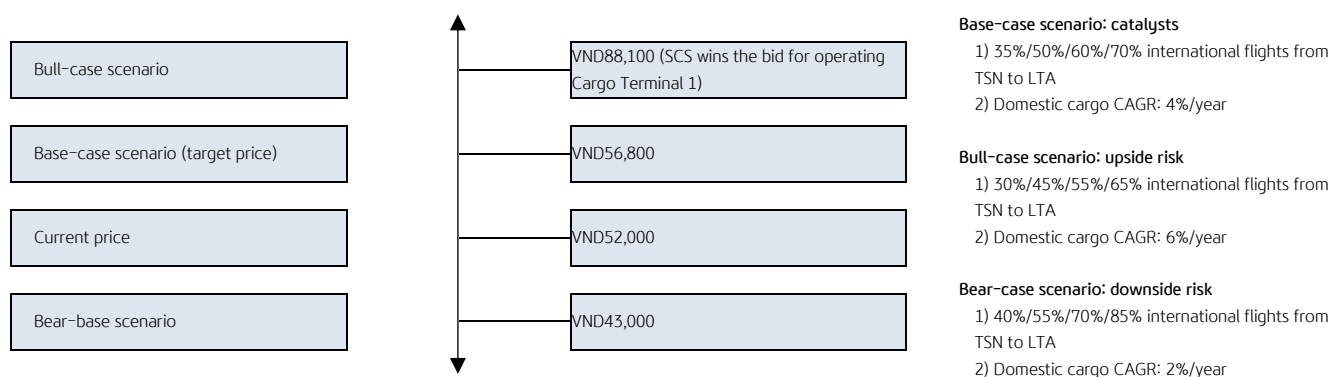 Bull-case scenario
VND88,100 (SCS wins the bid for operating
Cargo Terminal 1)
Base-case scenario (target price)
VND56,800
Current price
VND52,000
Bear-base scenario
VND43,000
Base-case scenario: catalysts
1) 35%/50%/60%/70% international flights from
TSN to LTA
2) Domestic cargo CAGR: 4%/year
Bull-case scenario: upside risk
1) 30%/45%/55%/65% international flights from
TSN to LTA
2) Domestic cargo CAGR: 6%/year
Bear-case scenario: downside risk
1) 40%/55%/70%/85% international flights from
TSN to LTA
2) Domestic cargo CAGR: 2%/year